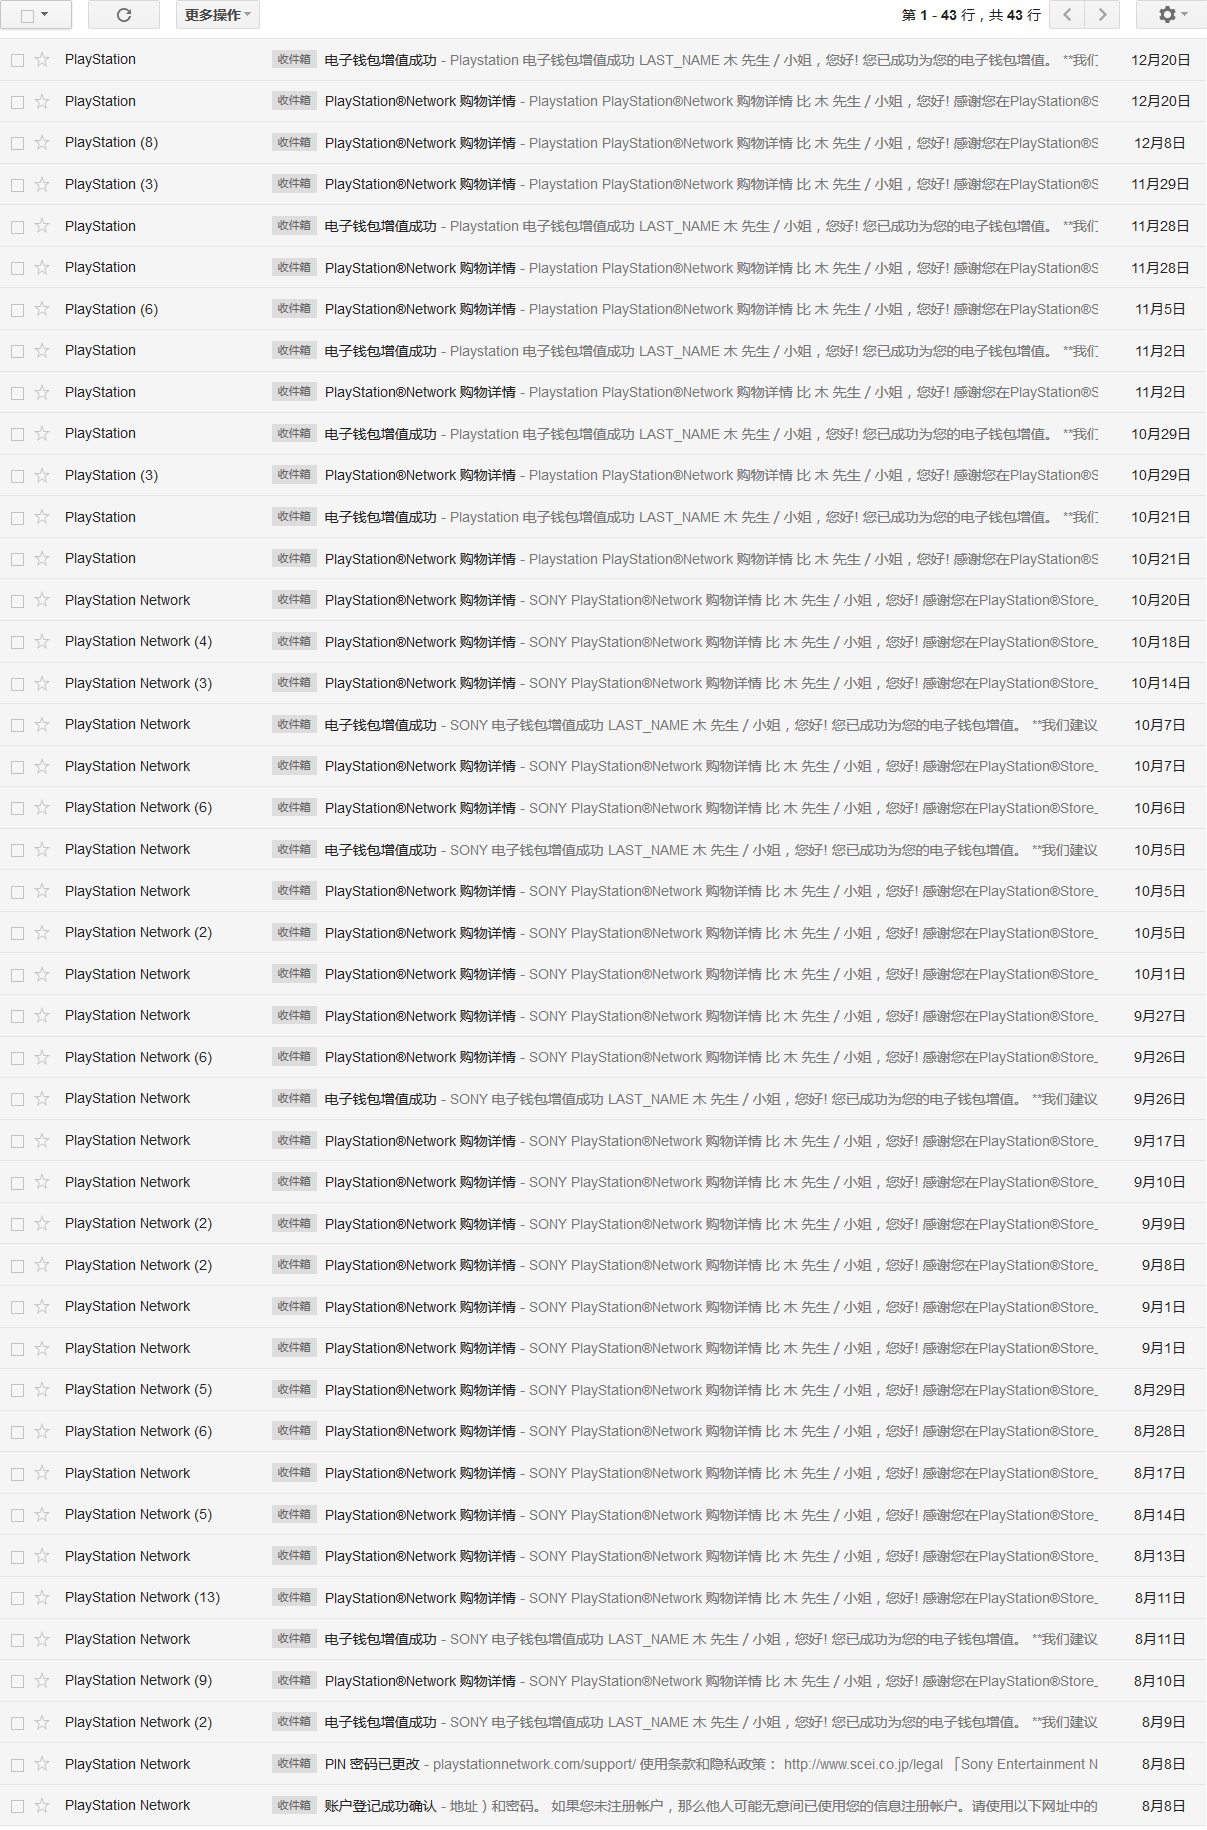 更多操作 第 1 - 43 行，共 43 行
PlayStation 收件箱 电子钱包增值成功 - Playstation 电子钱包增值成功 LAST_NAME 木 先生 / 小姐，您好! 您已成功为您的电子钱包增值。 **我们 12月20日
PlayStation 收件箱 PlayStation®Network 购物详情 - Playstation PlayStation®Network 购物详情 比 木 先生 / 小姐，您好! 感谢您在PlayStation®S 12月20日
PlayStation (8) 收件箱 PlayStation®Network 购物详情 - Playstation PlayStation®Network 购物详情 比 木 先生 / 小姐，您好! 感谢您在PlayStation®S 12月8日
PlayStation (3) 收件箱 PlayStation®Network 购物详情 - Playstation PlayStation®Network 购物详情 比 木 先生 / 小姐，您好! 感谢您在PlayStation®S 11月29日
PlayStation 收件箱 电子钱包增值成功 - Playstation 电子钱包增值成功 LAST_NAME 木 先生 / 小姐，您好! 您已成功为您的电子钱包增值。 **我们 11月28日
PlayStation 收件箱 PlayStation®Network 购物详情 - Playstation PlayStation®Network 购物详情 比 木 先生 / 小姐，您好! 感谢您在PlayStation®S 11月28日
PlayStation (6) 收件箱 PlayStation®Network 购物详情 - Playstation PlayStation®Network 购物详情 比 木 先生 / 小姐，您好! 感谢您在PlayStation®S 11月5日
PlayStation 收件箱 电子钱包增值成功 - Playstation 电子钱包增值成功 LAST_NAME 木 先生 / 小姐，您好! 您已成功为您的电子钱包增值。 **我们 11月2日
PlayStation 收件箱 PlayStation®Network 购物详情 - Playstation PlayStation®Network 购物详情 比 木 先生 / 小姐，您好! 感谢您在PlayStation®S 11月2日
PlayStation 收件箱 电子钱包增值成功 - Playstation 电子钱包增值成功 LAST_NAME 木 先生 / 小姐，您好! 您已成功为您的电子钱包增值。 **我们 10月29日
PlayStation (3) 收件箱 PlayStation®Network 购物详情 - Playstation PlayStation®Network 购物详情 比 木 先生 / 小姐，您好! 感谢您在PlayStation®S 10月29日
PlayStation 收件箱 电子钱包增值成功 - Playstation 电子钱包增值成功 LAST_NAME 木 先生 / 小姐，您好! 您已成功为您的电子钱包增值。 **我们 10月21日
PlayStation 收件箱 PlayStation®Network 购物详情 - Playstation PlayStation®Network 购物详情 比 木 先生 / 小姐，您好! 感谢您在PlayStation®S 10月21日
PlayStation Network 收件箱 PlayStation®Network 购物详情 - SONY PlayStation®Network 购物详情 比 木 先生 / 小姐，您好! 感谢您在PlayStation®Store_ 10月20日
PlayStation Network (4) 收件箱 PlayStation®Network 购物详情 - SONY PlayStation®Network 购物详情 比 木 先生 / 小姐，您好! 感谢您在PlayStation®Store_ 10月18日
PlayStation Network (3) 收件箱 PlayStation®Network 购物详情 - SONY PlayStation®Network 购物详情 比 木 先生 / 小姐，您好! 感谢您在PlayStation®Store_ 10月14日
PlayStation Network 收件箱 电子钱包增值成功 - SONY 电子钱包增值成功 LAST_NAME 木 先生 / 小姐，您好! 您已成功为您的电子钱包增值。 **我们建议 10月7日
PlayStation Network 收件箱 PlayStation®Network 购物详情 - SONY PlayStation®Network 购物详情 比 木 先生 / 小姐，您好! 感谢您在PlayStation®Store_ 10月7日
PlayStation Network (6) 收件箱 PlayStation®Network 购物详情 - SONY PlayStation®Network 购物详情 比 木 先生 / 小姐，您好! 感谢您在PlayStation®Store_ 10月6日
PlayStation Network 收件箱 电子钱包增值成功 - SONY 电子钱包增值成功 LAST_NAME 木 先生 / 小姐，您好! 您已成功为您的电子钱包增值。 **我们建议 10月5日
PlayStation Network 收件箱 PlayStation®Network 购物详情 - SONY PlayStation®Network 购物详情 比 木 先生 / 小姐，您好! 感谢您在PlayStation®Store_ 10月5日
PlayStation Network (2) 收件箱 PlayStation®Network 购物详情 - SONY PlayStation®Network 购物详情 比 木 先生 / 小姐，您好! 感谢您在PlayStation®Store_ 10月5日
PlayStation Network 收件箱 PlayStation®Network 购物详情 - SONY PlayStation®Network 购物详情 比 木 先生 / 小姐，您好! 感谢您在PlayStation®Store_ 10月1日
PlayStation Network 收件箱 PlayStation®Network 购物详情 - SONY PlayStation®Network 购物详情 比 木 先生 / 小姐，您好! 感谢您在PlayStation®Store_ 9月27日
PlayStation Network (6) 收件箱 PlayStation®Network 购物详情 - SONY PlayStation®Network 购物详情 比 木 先生 / 小姐，您好! 感谢您在PlayStation®Store_ 9月26日
PlayStation Network 收件箱 电子钱包增值成功 - SONY 电子钱包增值成功 LAST_NAME 木 先生 / 小姐，您好! 您已成功为您的电子钱包增值。 **我们建议 9月26日
PlayStation Network 收件箱 PlayStation®Network 购物详情 - SONY PlayStation®Network 购物详情 比 木 先生 / 小姐，您好! 感谢您在PlayStation®Store_ 9月17日
PlayStation Network 收件箱 PlayStation®Network 购物详情 - SONY PlayStation®Network 购物详情 比 木 先生 / 小姐，您好! 感谢您在PlayStation®Store_ 9月10日
PlayStation Network (2) 收件箱 PlayStation®Network 购物详情 - SONY PlayStation®Network 购物详情 比 木 先生 / 小姐，您好! 感谢您在PlayStation®Store_ 9月9日
PlayStation Network (2) 收件箱 PlayStation®Network 购物详情 - SONY PlayStation®Network 购物详情 比 木 先生 / 小姐，您好! 感谢您在PlayStation®Store_ 9月8日
PlayStation Network 收件箱 PlayStation®Network 购物详情 - SONY PlayStation®Network 购物详情 比 木 先生 / 小姐，您好! 感谢您在PlayStation®Store_ 9月1日
PlayStation Network 收件箱 PlayStation®Network 购物详情 - SONY PlayStation®Network 购物详情 比 木 先生 / 小姐，您好! 感谢您在PlayStation®Store_ 9月1日
PlayStation Network (5) 收件箱 PlayStation®Network 购物详情 - SONY PlayStation®Network 购物详情 比 木 先生 / 小姐，您好! 感谢您在PlayStation®Store_ 8月29日
PlayStation Network (6) 收件箱 PlayStation®Network 购物详情 - SONY PlayStation®Network 购物详情 比 木 先生 / 小姐，您好! 感谢您在PlayStation®Store_ 8月28日
PlayStation Network 收件箱 PlayStation®Network 购物详情 - SONY PlayStation®Network 购物详情 比 木 先生 / 小姐，您好! 感谢您在PlayStation®Store_ 8月17日
PlayStation Network (5) 收件箱 PlayStation®Network 购物详情 - SONY PlayStation®Network 购物详情 比 木 先生 / 小姐，您好! 感谢您在PlayStation®Store_ 8月14日
PlayStation Network 收件箱 PlayStation®Network 购物详情 - SONY PlayStation®Network 购物详情 比 木 先生 / 小姐，您好! 感谢您在PlayStation®Store_ 8月13日
PlayStation Network (13) 收件箱 PlayStation®Network 购物详情 - SONY PlayStation®Network 购物详情 比 木 先生 / 小姐，您好! 感谢您在PlayStation®Store_ 8月11日
PlayStation Network 收件箱 电子钱包增值成功 - SONY 电子钱包增值成功 LAST_NAME 木 先生 / 小姐，您好! 您已成功为您的电子钱包增值。 **我们建议 8月11日
PlayStation Network (9) 收件箱 PlayStation®Network 购物详情 - SONY PlayStation®Network 购物详情 比 木 先生 / 小姐，您好! 感谢您在PlayStation®Store_ 8月10日
PlayStation Network (2) 收件箱 电子钱包增值成功 - SONY 电子钱包增值成功 LAST_NAME 木 先生 / 小姐，您好! 您已成功为您的电子钱包增值。 **我们建议 8月9日
PlayStation Network 收件箱 PIN 密码已更改 - playstationnetwork.com/support/ 使用条款和隐私政策： http://www.scei.co.jp/legal 「Sony Entertainment N 8月8日
PlayStation Network 收件箱 账户登记成功确认 - 地址）和密码。 如果您未注册帐户，那么他人可能无意间已使用您的信息注册帐户。请使用以下网址中的 8月8日